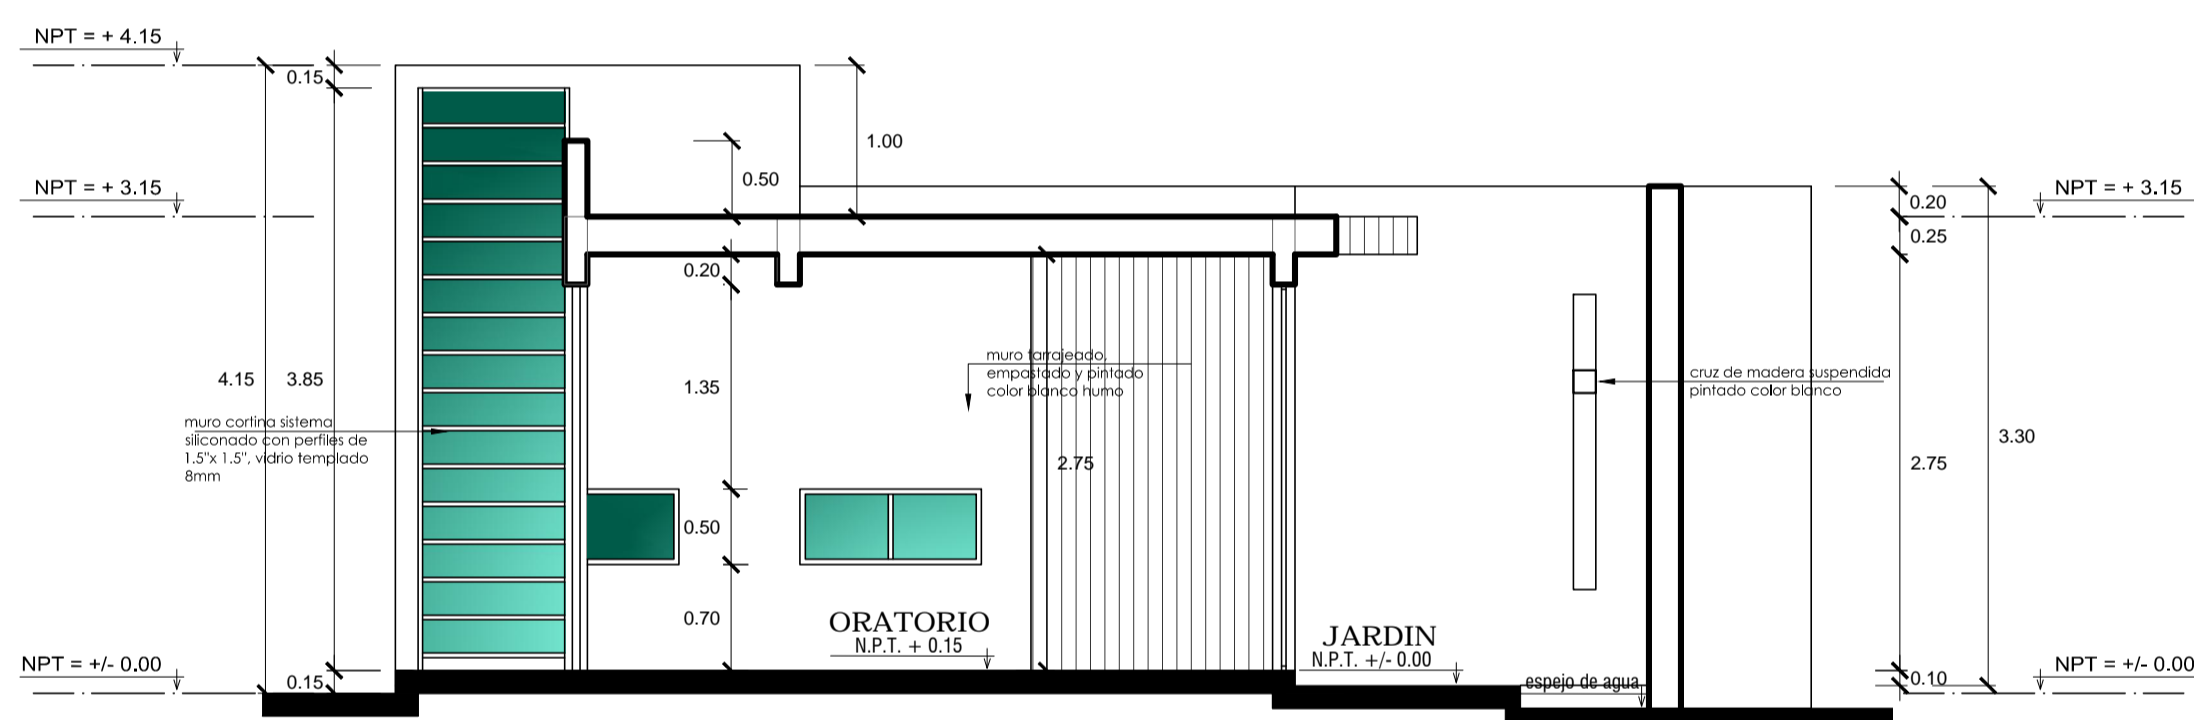 NPT = + 4.15
0.15
1.00
0.50
NPT = + 3.15
NPT = + 3.15
0.20
0.25
0.20
muro tarrajeado,
empastado y pintado
color blanco humo
cruz de madera suspendida
pintado color blanco
4.15
3.85
1.35
muro cortina sistema
siliconado con perfiles de
1.5"x 1.5", vidrio templado
8mm
3.30
2.75
2.75
0.50
0.70
ORATORIO
N.P.T. + 0.15
JARDIN
N.P.T. +/- 0.00
NPT = +/- 0.00
NPT = +/- 0.00
0.15
espejo de agua
0.10